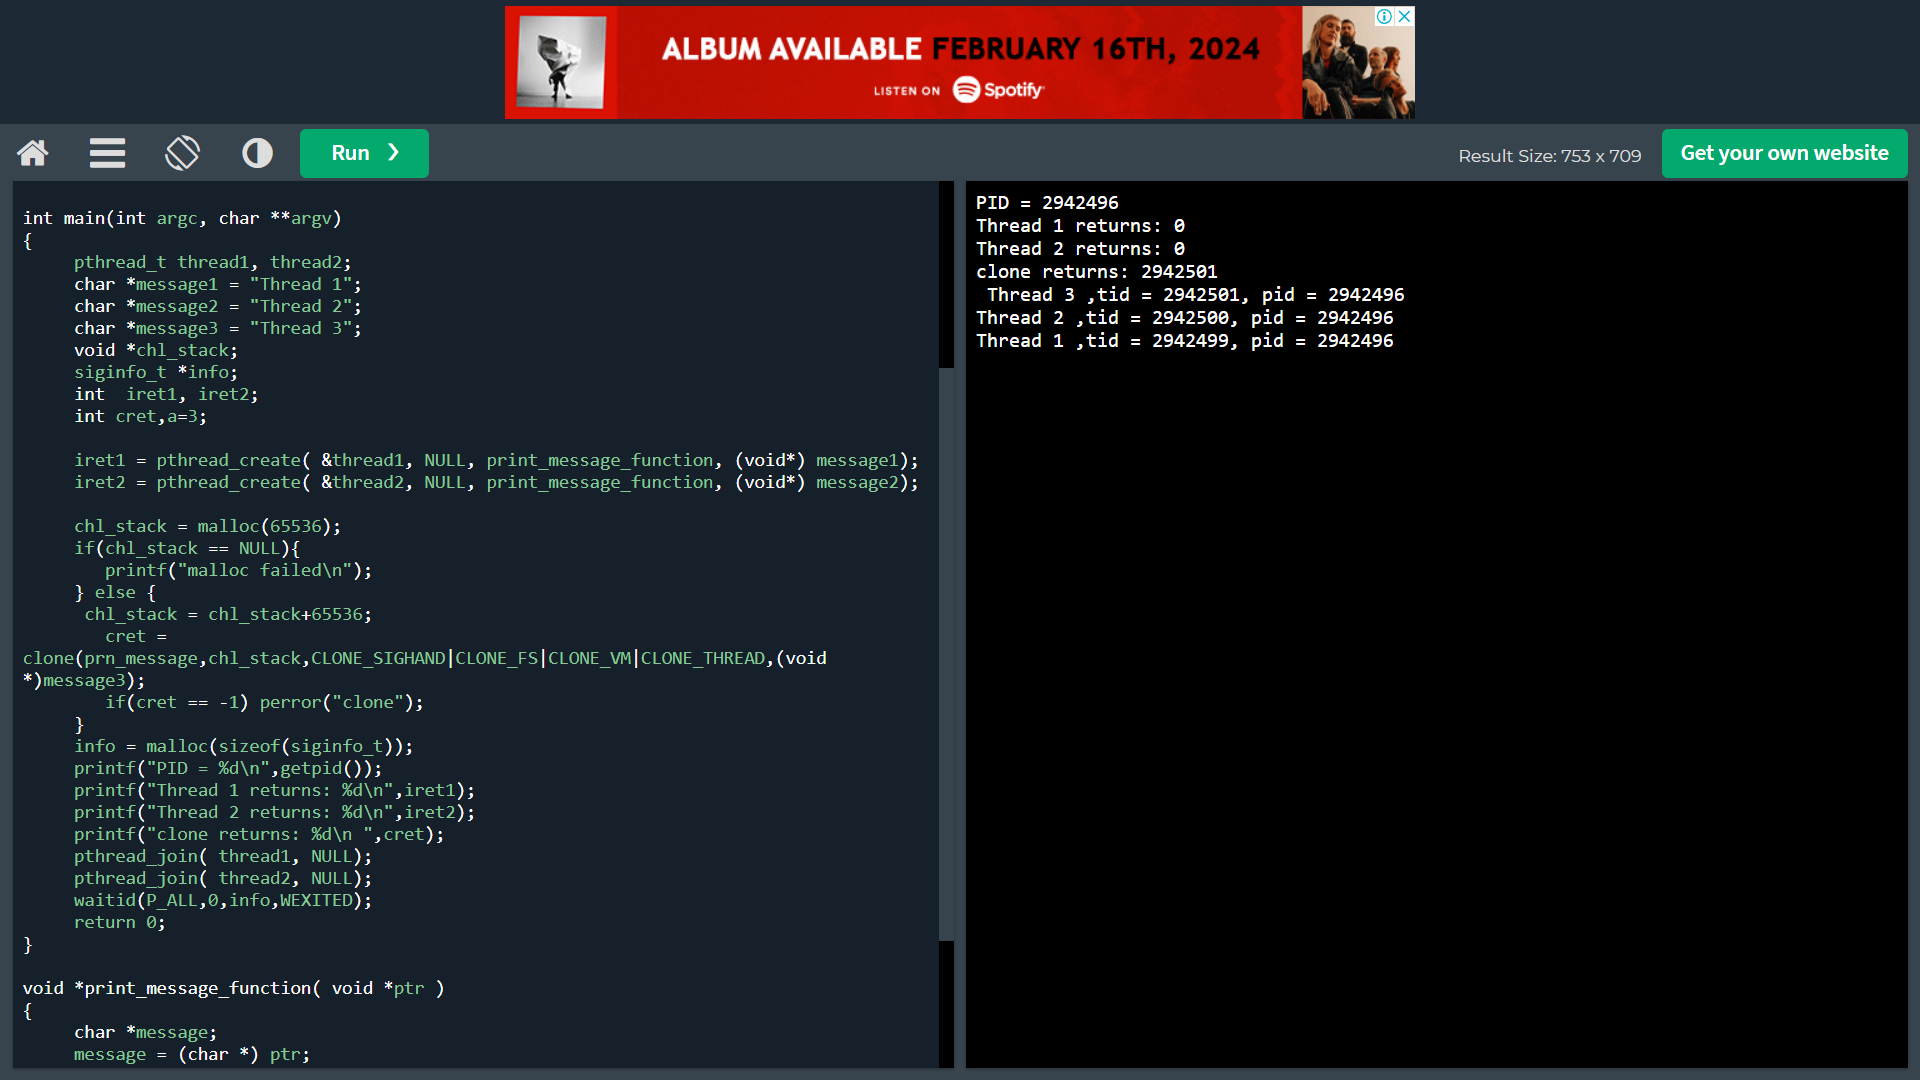 ALBUM AVAILABLE FEBRUARY 16TH, 2024
LISTEN ON Spotify
Run ❯
Result Size: 753 x 709
Get your own website
int main(int argc, char **argv)
{
     pthread_t thread1, thread2;
     char *message1 = "Thread 1";
     char *message2 = "Thread 2";
     char *message3 = "Thread 3";
     void *chl_stack;
     siginfo_t *info;
     int  iret1, iret2;
     int cret,a=3;

     iret1 = pthread_create( &thread1, NULL, print_message_function, (void*) message1);
     iret2 = pthread_create( &thread2, NULL, print_message_function, (void*) message2);

     chl_stack = malloc(65536);
     if(chl_stack == NULL){
        printf("malloc failed\n");
     } else {
      chl_stack = chl_stack+65536;
        cret =
clone(prn_message,chl_stack,CLONE_SIGHAND|CLONE_FS|CLONE_VM|CLONE_THREAD,(void
*)message3);
        if(cret == -1) perror("clone");
     }
     info = malloc(sizeof(siginfo_t));
     printf("PID = %d\n",getpid());
     printf("Thread 1 returns: %d\n",iret1);
     printf("Thread 2 returns: %d\n",iret2);
     printf("clone returns: %d\n ",cret);
     pthread_join( thread1, NULL);
     pthread_join( thread2, NULL);
     waitid(P_ALL,0,info,WEXITED);
     return 0;
}

void *print_message_function( void *ptr )
{
     char *message;
     message = (char *) ptr;
PID = 2942496
Thread 1 returns: 0
Thread 2 returns: 0
clone returns: 2942501
 Thread 3 ,tid = 2942501, pid = 2942496
Thread 2 ,tid = 2942500, pid = 2942496
Thread 1 ,tid = 2942499, pid = 2942496